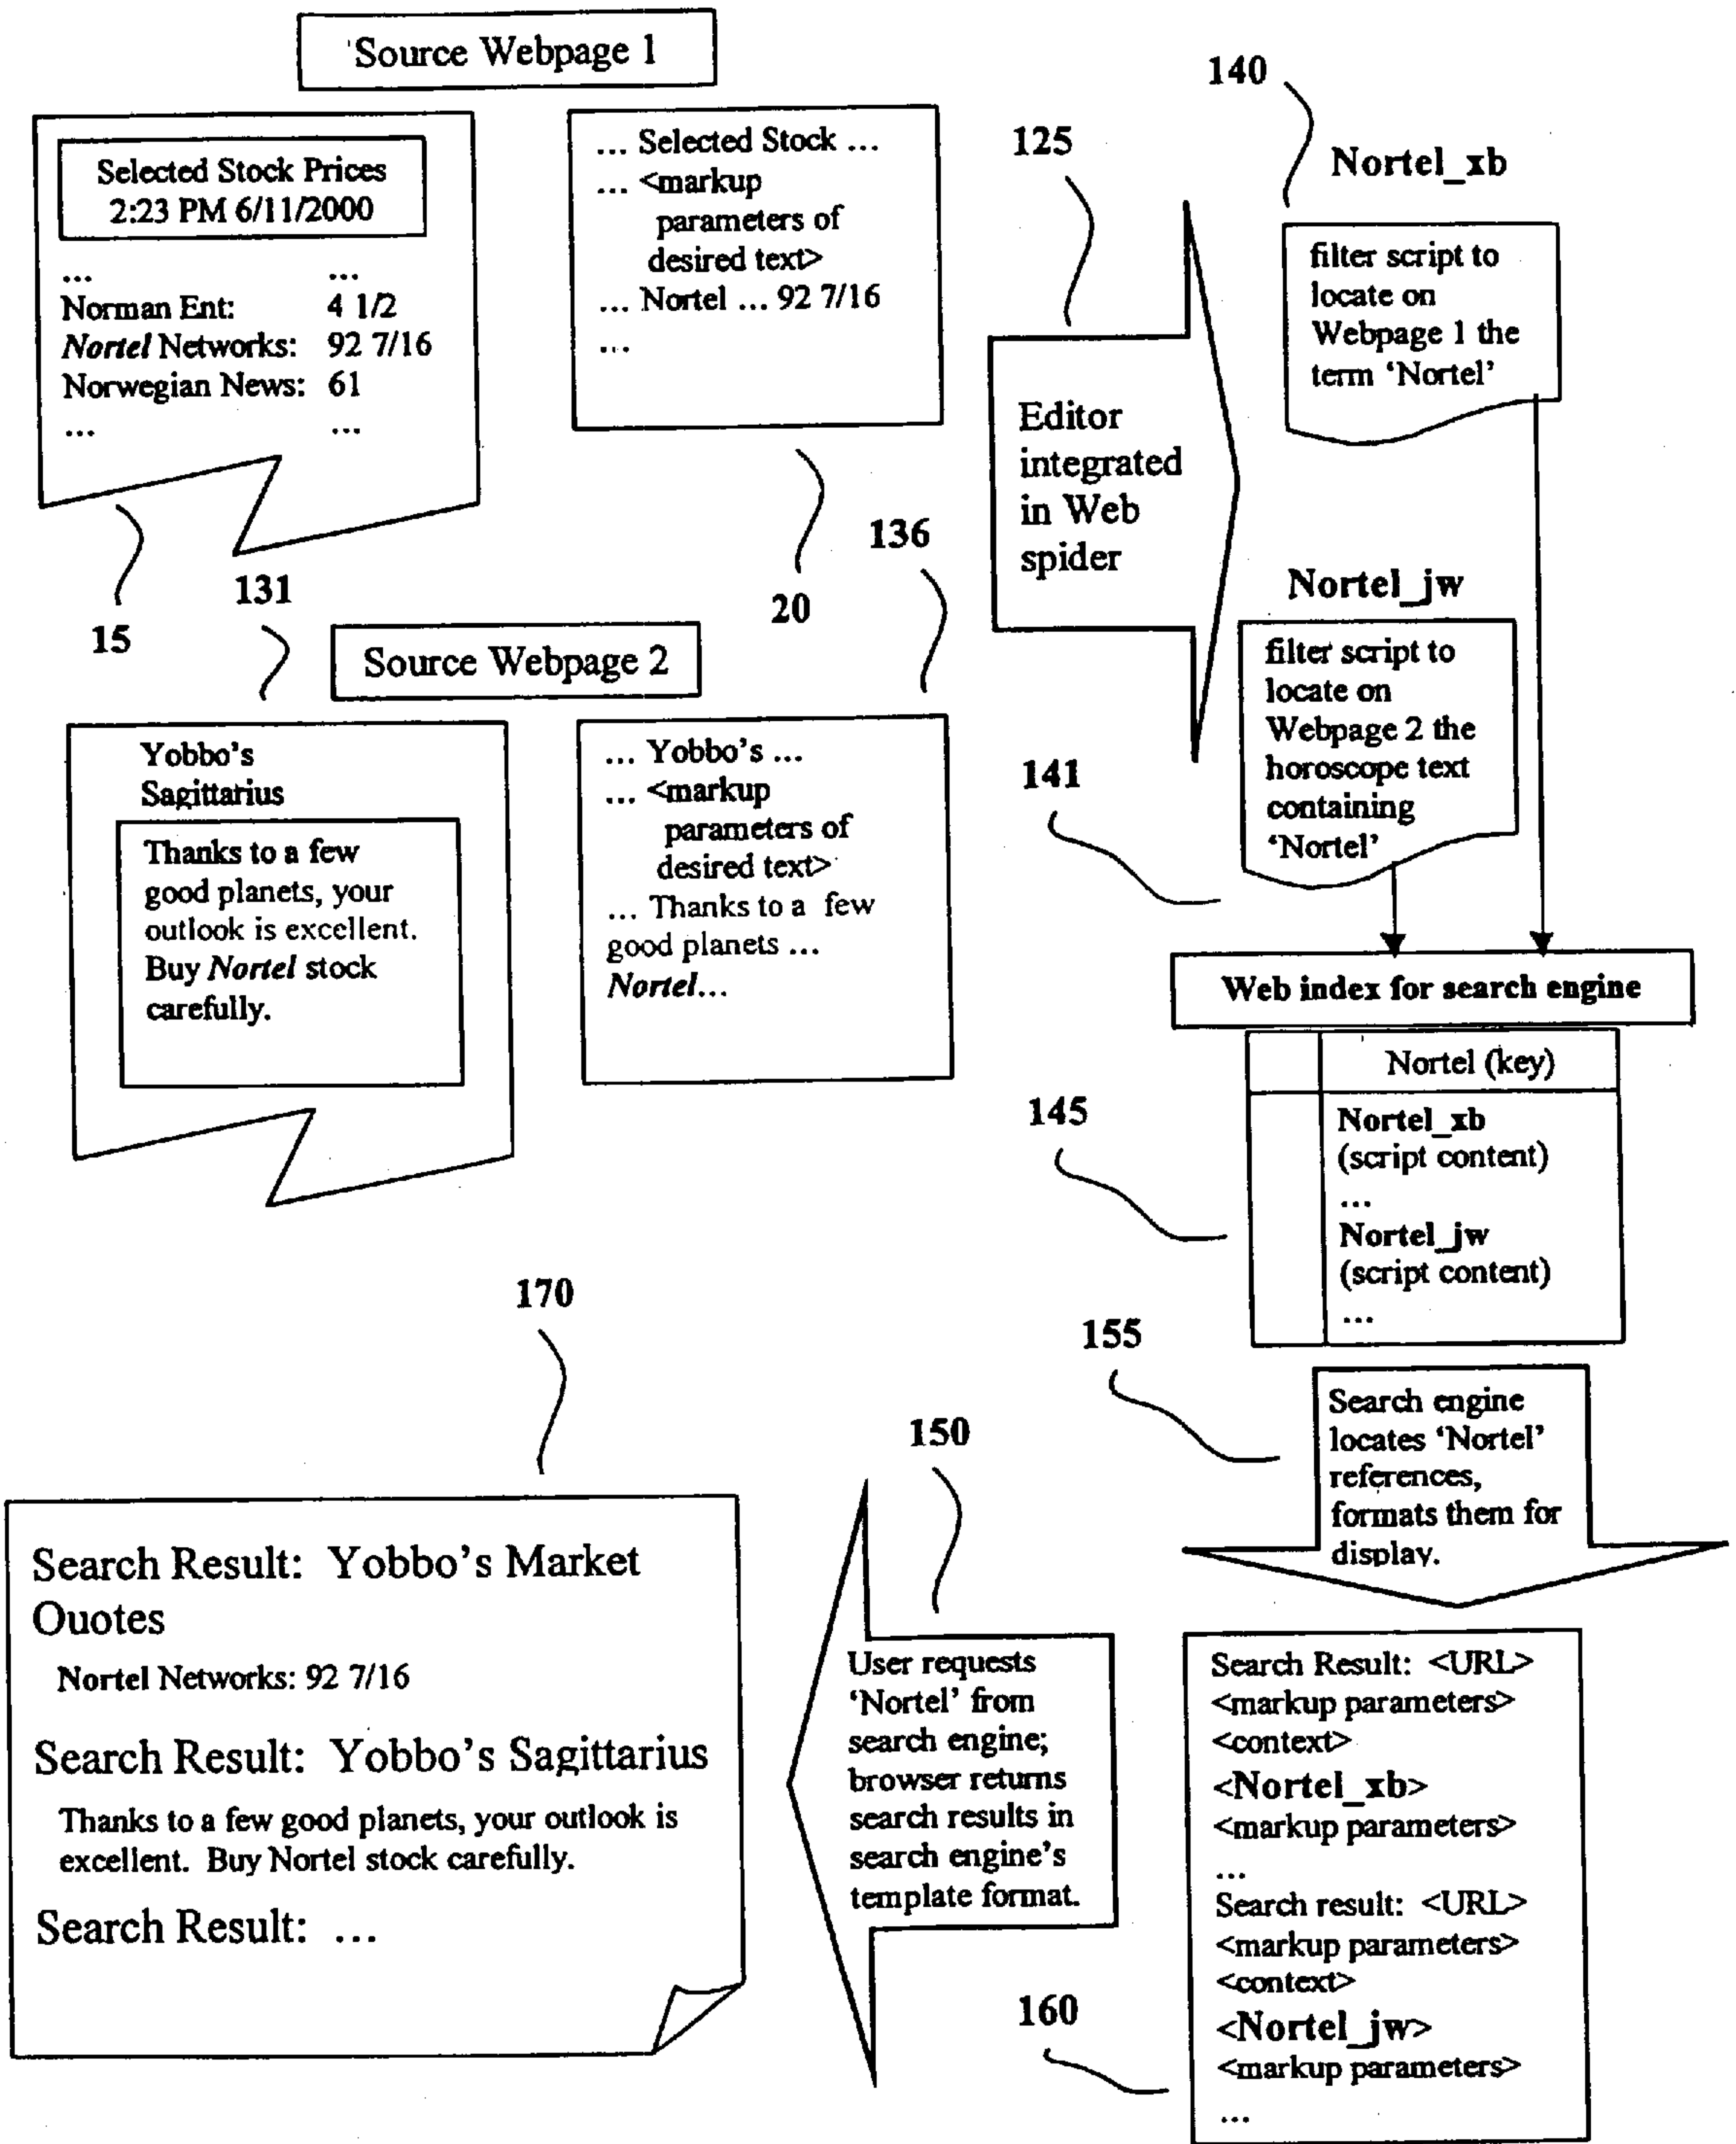 Source Webpage 1
Selected Stock Prices
2:23 PM 6/11/2000
... ...
Norman Ent: 4 1/2
Nortel Networks: 92 7/16
Norwegian News: 61
... ...
15
... Selected Stock ...
... <markup
parameters of
desired text>
... Nortel ... 92 7/16
...
20
125
Editor
integrated
in Web
spider
140
Nortel_xb
filter script to
locate on
Webpage 1 the
term ‘Nortel’
131
Source Webpage 2
Yobbo’s
Sagittarius
Thanks to a few
good planets, your
outlook is excellent.
Buy Nortel stock
carefully.
136
... Yobbo’s ...
... <markup
parameters of
desired text>
... Thanks to a few
good planets ...
Nortel...
Nortel_jw
filter script to
locate on
Webpage 2 the
horoscope text
containing
‘Nortel’
141
Web index for search engine
Nortel (key)
Nortel_xb
(script content)
...
Nortel_jw
(script content)
...
145
155
Search engine
locates ‘Nortel’
references,
formats them for
display.
Search Result: <URL>
<markup parameters>
<context>
<Nortel_xb>
<markup parameters>
...
Search result: <URL>
<markup parameters>
<context>
<Nortel_jw>
<markup parameters>
...
160
150
User requests
‘Nortel’ from
search engine;
browser returns
search results in
search engine’s
template format.
170
Search Result: Yobbo’s Market
Quotes
Nortel Networks: 92 7/16
Search Result: Yobbo’s Sagittarius
Thanks to a few good planets, your outlook is
excellent. Buy Nortel stock carefully.
Search Result: ...